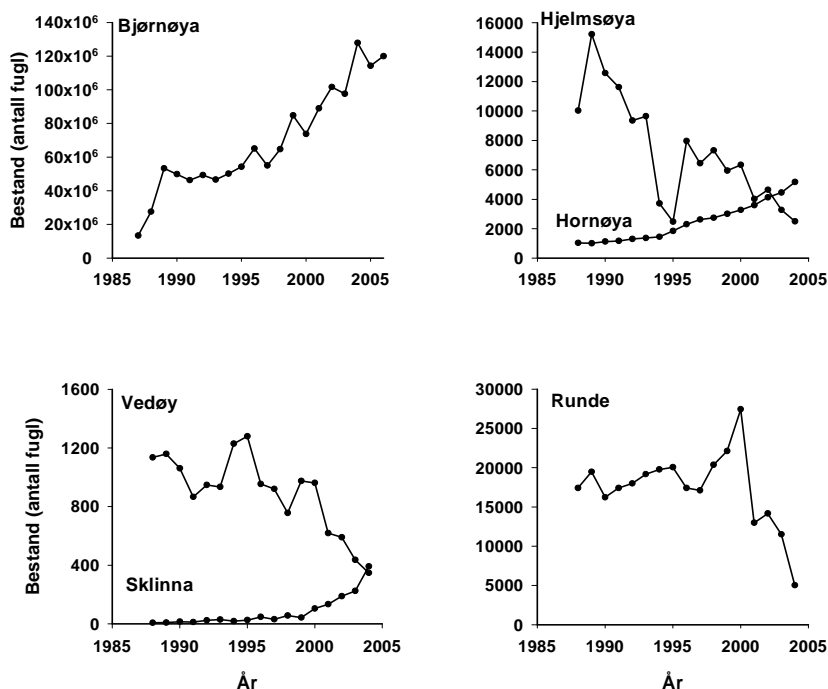 Bjørnøya
Bestand (antall fugl)
140x10⁶
120x10⁶
100x10⁶
80x10⁶
60x10⁶
40x10⁶
20x10⁶
0
1985 1990 1995 2000 2005
Hjelmsøya
Hornøya
16000
14000
12000
10000
8000
6000
4000
2000
0
1985 1990 1995 2000 2005
Vedøy
Sklinna
Bestand (antall fugl)
1600
1200
800
400
0
1985 1990 1995 2000 2005
År
Runde
30000
25000
20000
15000
10000
5000
0
1985 1990 1995 2000 2005
År